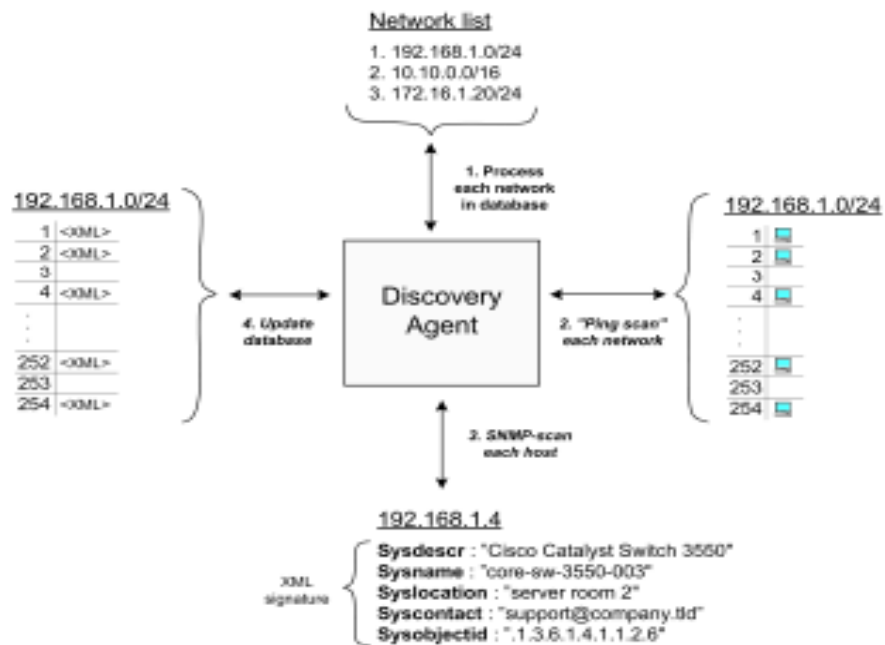 Network list
1. 192.168.1.0/24
2. 10.10.0.0/16
3. 172.16.1.20/24
1. Process
each network
in database
192.168.1.0/24
1 <XML>
2 <XML>
3
4 <XML>
.
.
.
252 <XML>
253
254 <XML>
4. Update
database
Discovery
Agent
2. "Ping scan"
each network
192.168.1.0/24
1
2
3
4
.
.
.
252
253
254
3. SNMP-scan
each host
192.168.1.4
XML
signature
Sysdescr : "Cisco Catalyst Switch 3550"
Sysname : "core-sw-3550-003"
Syslocation : "server room 2"
Syscontact : "support@company.tld"
Sysobjectid : ".1.3.6.1.4.1.1.2.6"